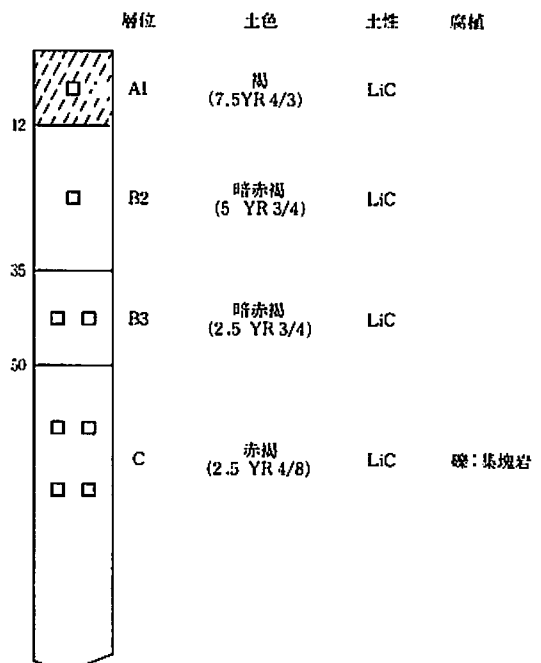 層位 土色 土性 腐植
A1 褐 LiC
(7.5YR 4/3)
12
B2 暗赤褐 LiC
(5 YR 3/4)
35
B3 暗赤褐 LiC
(2.5 YR 3/4)
50
C 赤褐 LiC 礫:集塊岩
(2.5 YR 4/8)